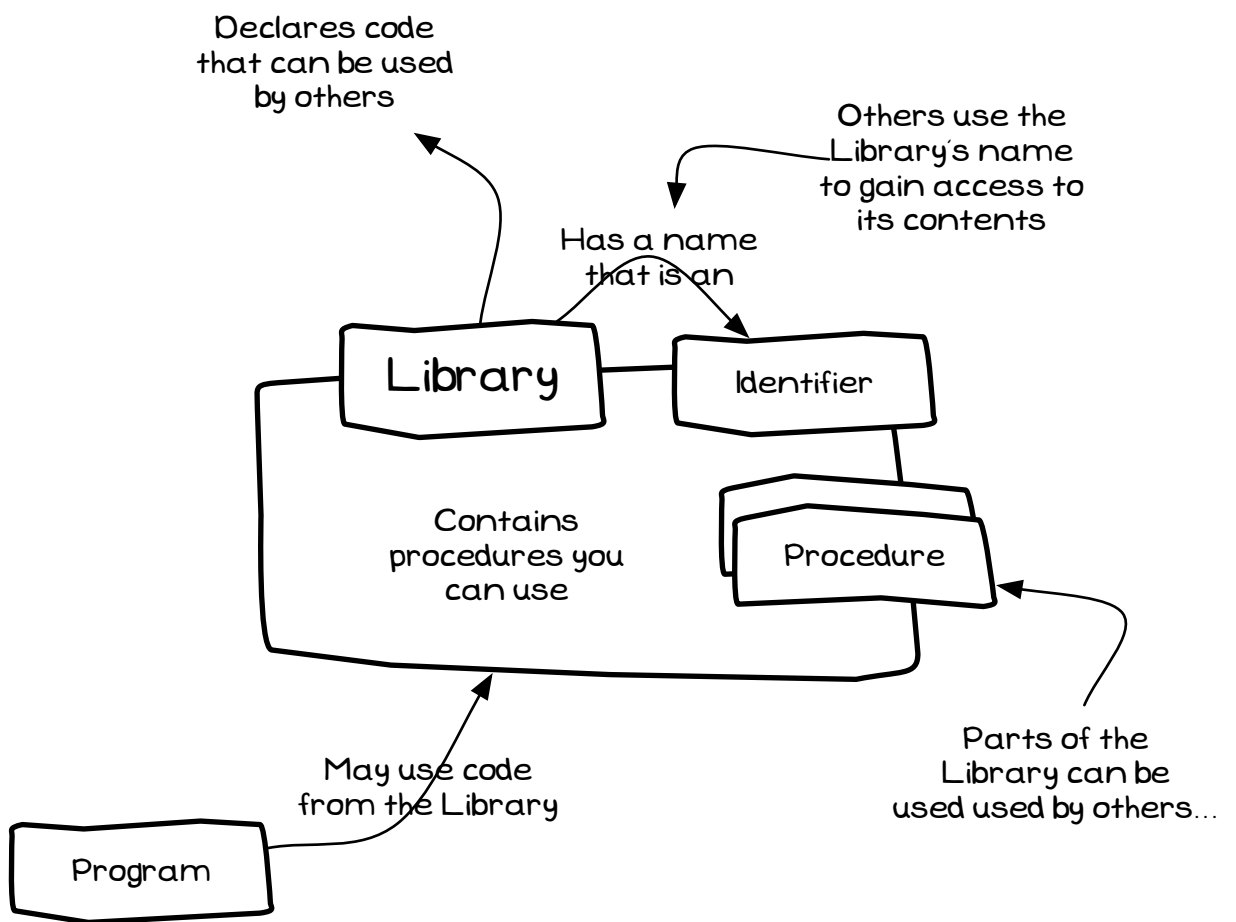 Declares code
that can be used
by others
Others use the
Library's name
to gain access to
its contents
Has a name
that is an
Library
Identifier
Contains
procedures you
can use
Procedure
Parts of the
Library can be
used used by others...
May use code
from the Library
Program